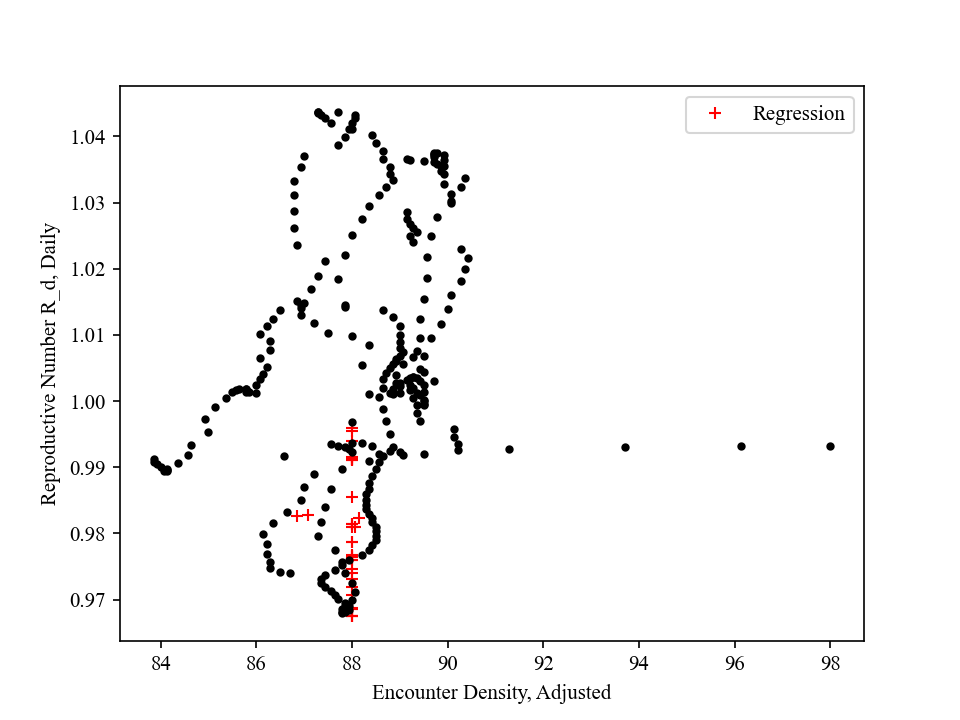 Regression
1.04
1.03
1.02
1.01
1.00
0.99
0.98
0.97
Reproductive Number R_d, Daily
84 86 88 90 92 94 96 98
Encounter Density, Adjusted